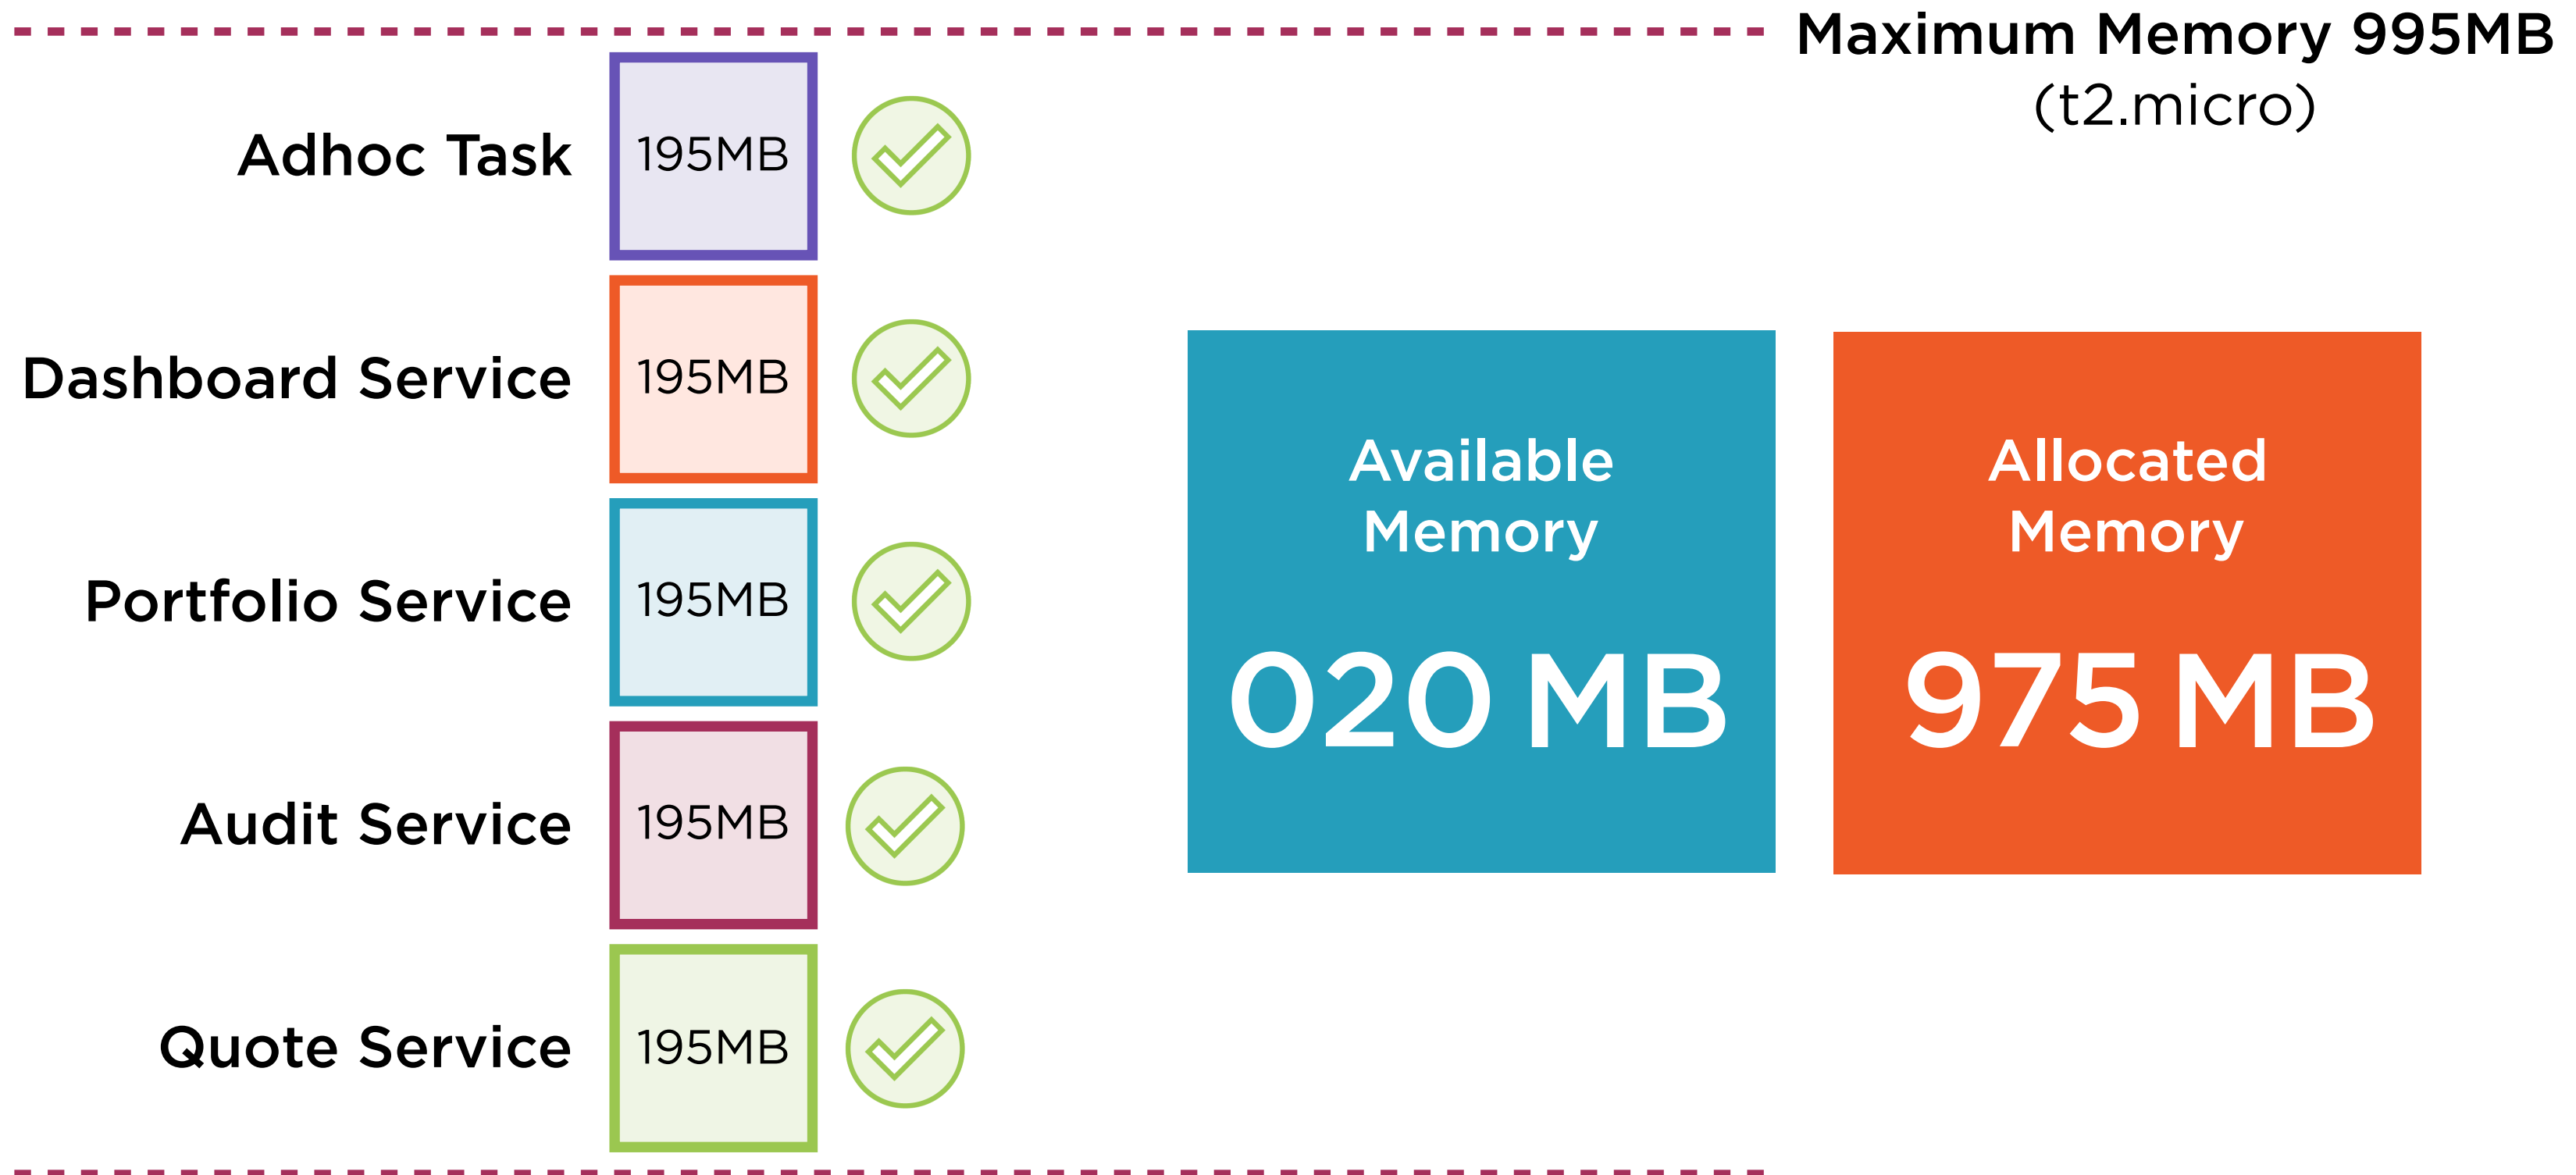 Maximum Memory 995MB
(t2.micro)
Adhoc Task
195MB
Dashboard Service
195MB
Portfolio Service
195MB
Audit Service
195MB
Quote Service
195MB
Available
Memory
020 MB
Allocated
Memory
975 MB